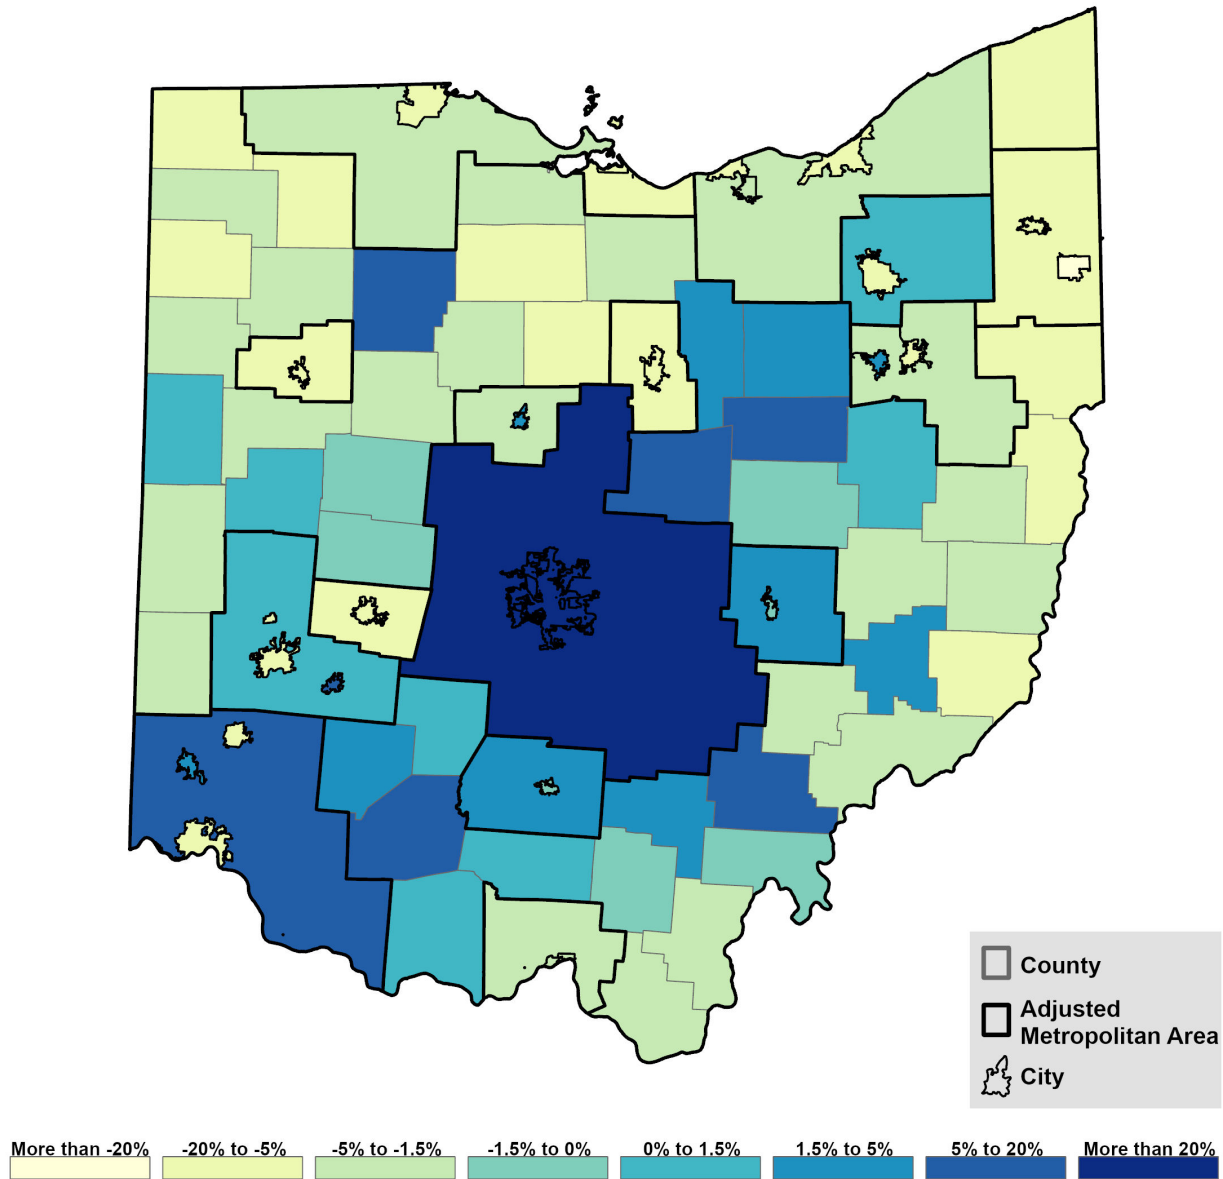 County
Adjusted
Metropolitan Area
City
More than -20% -20% to -5% -5% to -1.5% -1.5% to 0% 0% to 1.5% 1.5% to 5% 5% to 20% More than 20%